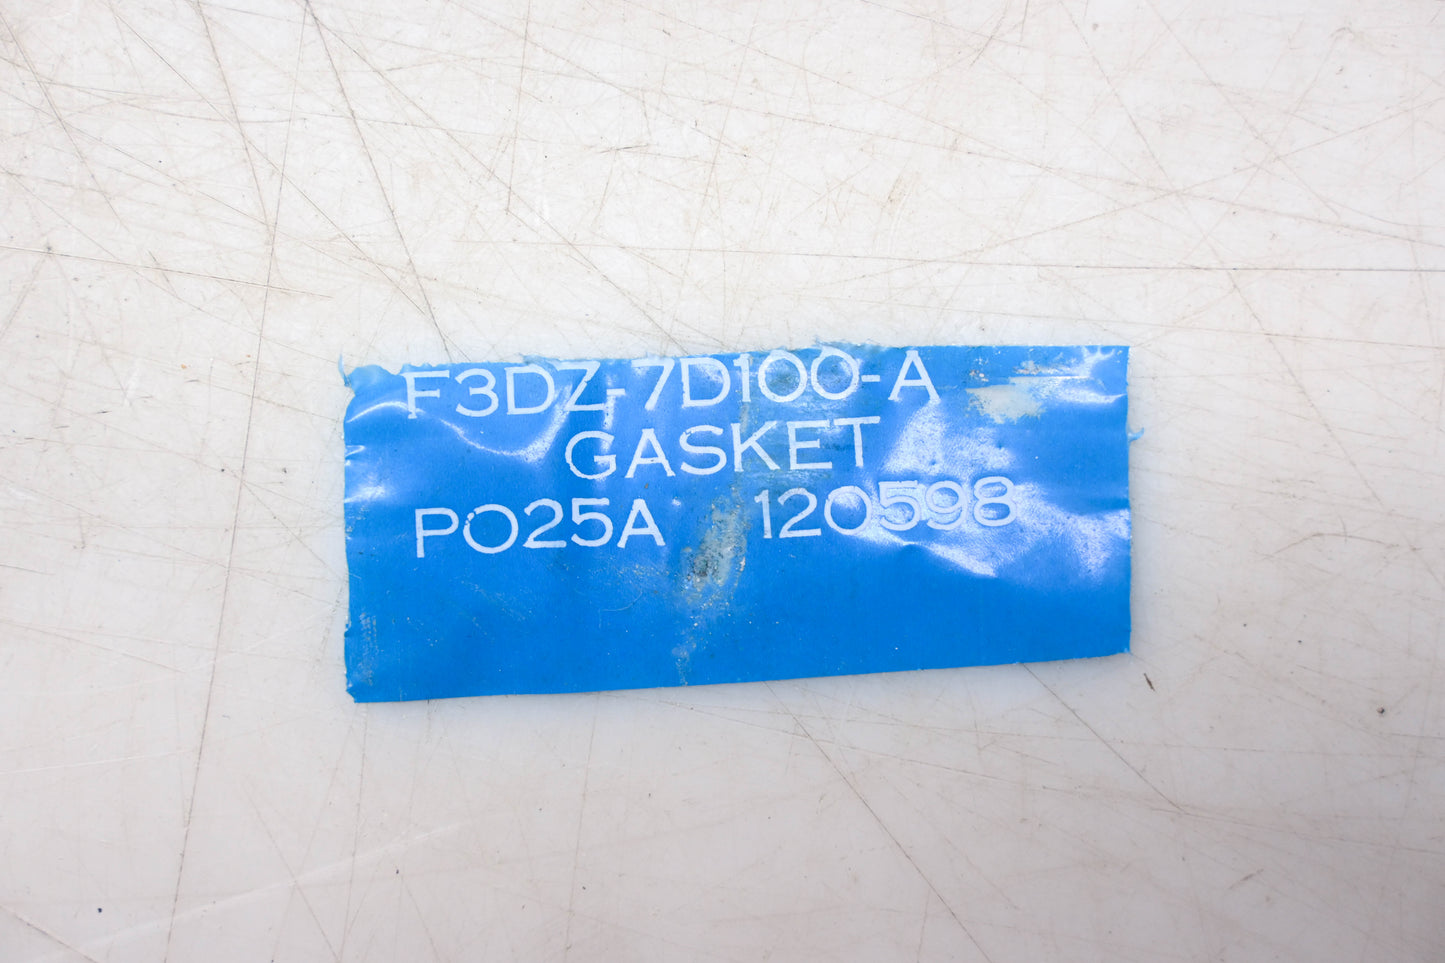 F3DZ-7D100-A
GASKET
PO25A 120598